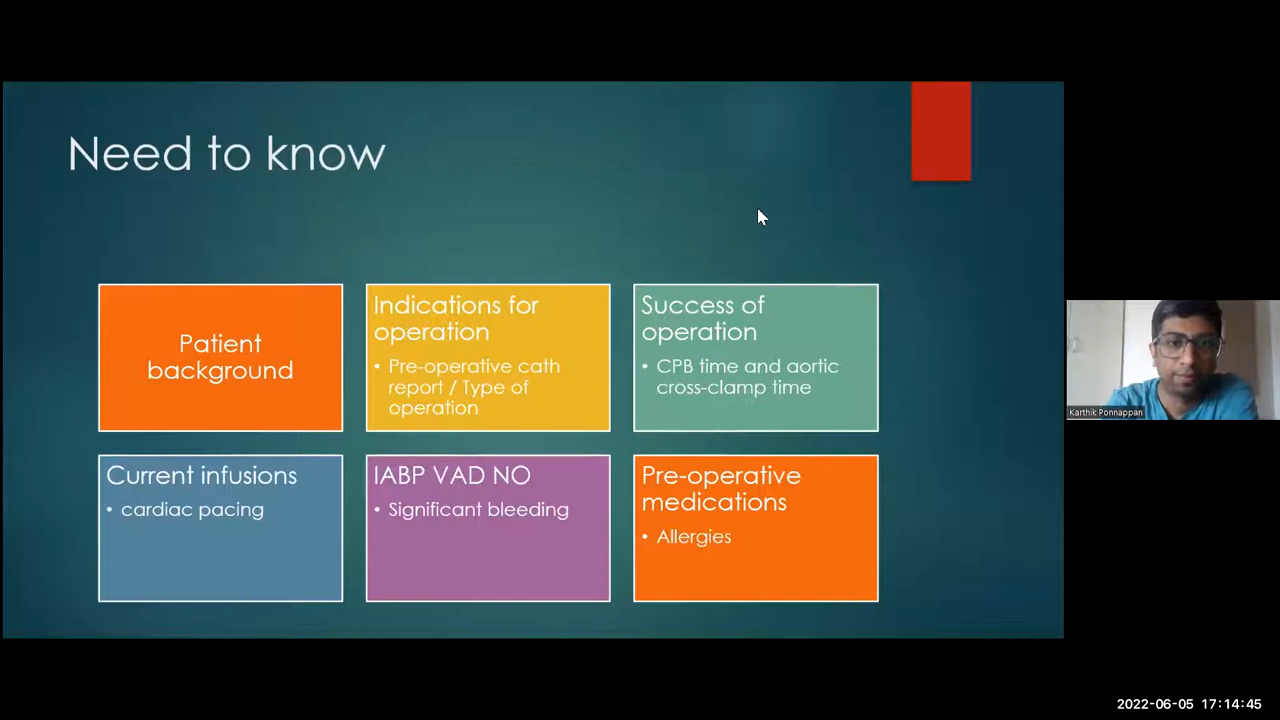 Need to know
Patient
background
Indications for
operation
• Pre-operative cath
report / Type of
operation
Success of
operation
• CPB time and aortic
cross-clamp time
Current infusions
• cardiac pacing
IABP VAD NO
• Significant bleeding
Pre-operative
medications
• Allergies
Karthik Ponnappan
2022-06-05 17:14:45